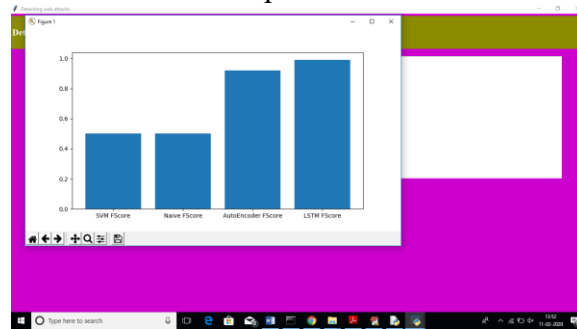 Detecting web attacks
Det
Figure 1
1.0
0.8
0.6
0.4
0.2
0.0
SVM FScore
Naive FScore
AutoEncoder FScore
LSTM FScore
Type here to search
13:52
11-02-2020